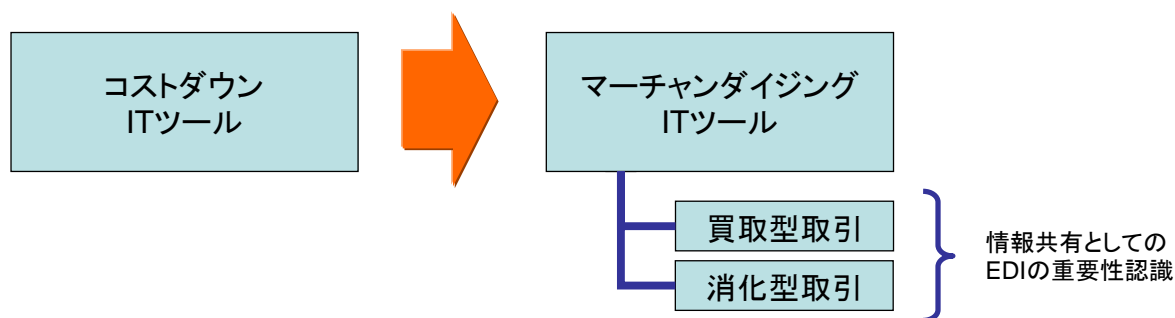 コストダウン
ITツール
マーチャンダイジング
ITツール
買取型取引
消化型取引
情報共有としての
EDIの重要性認識